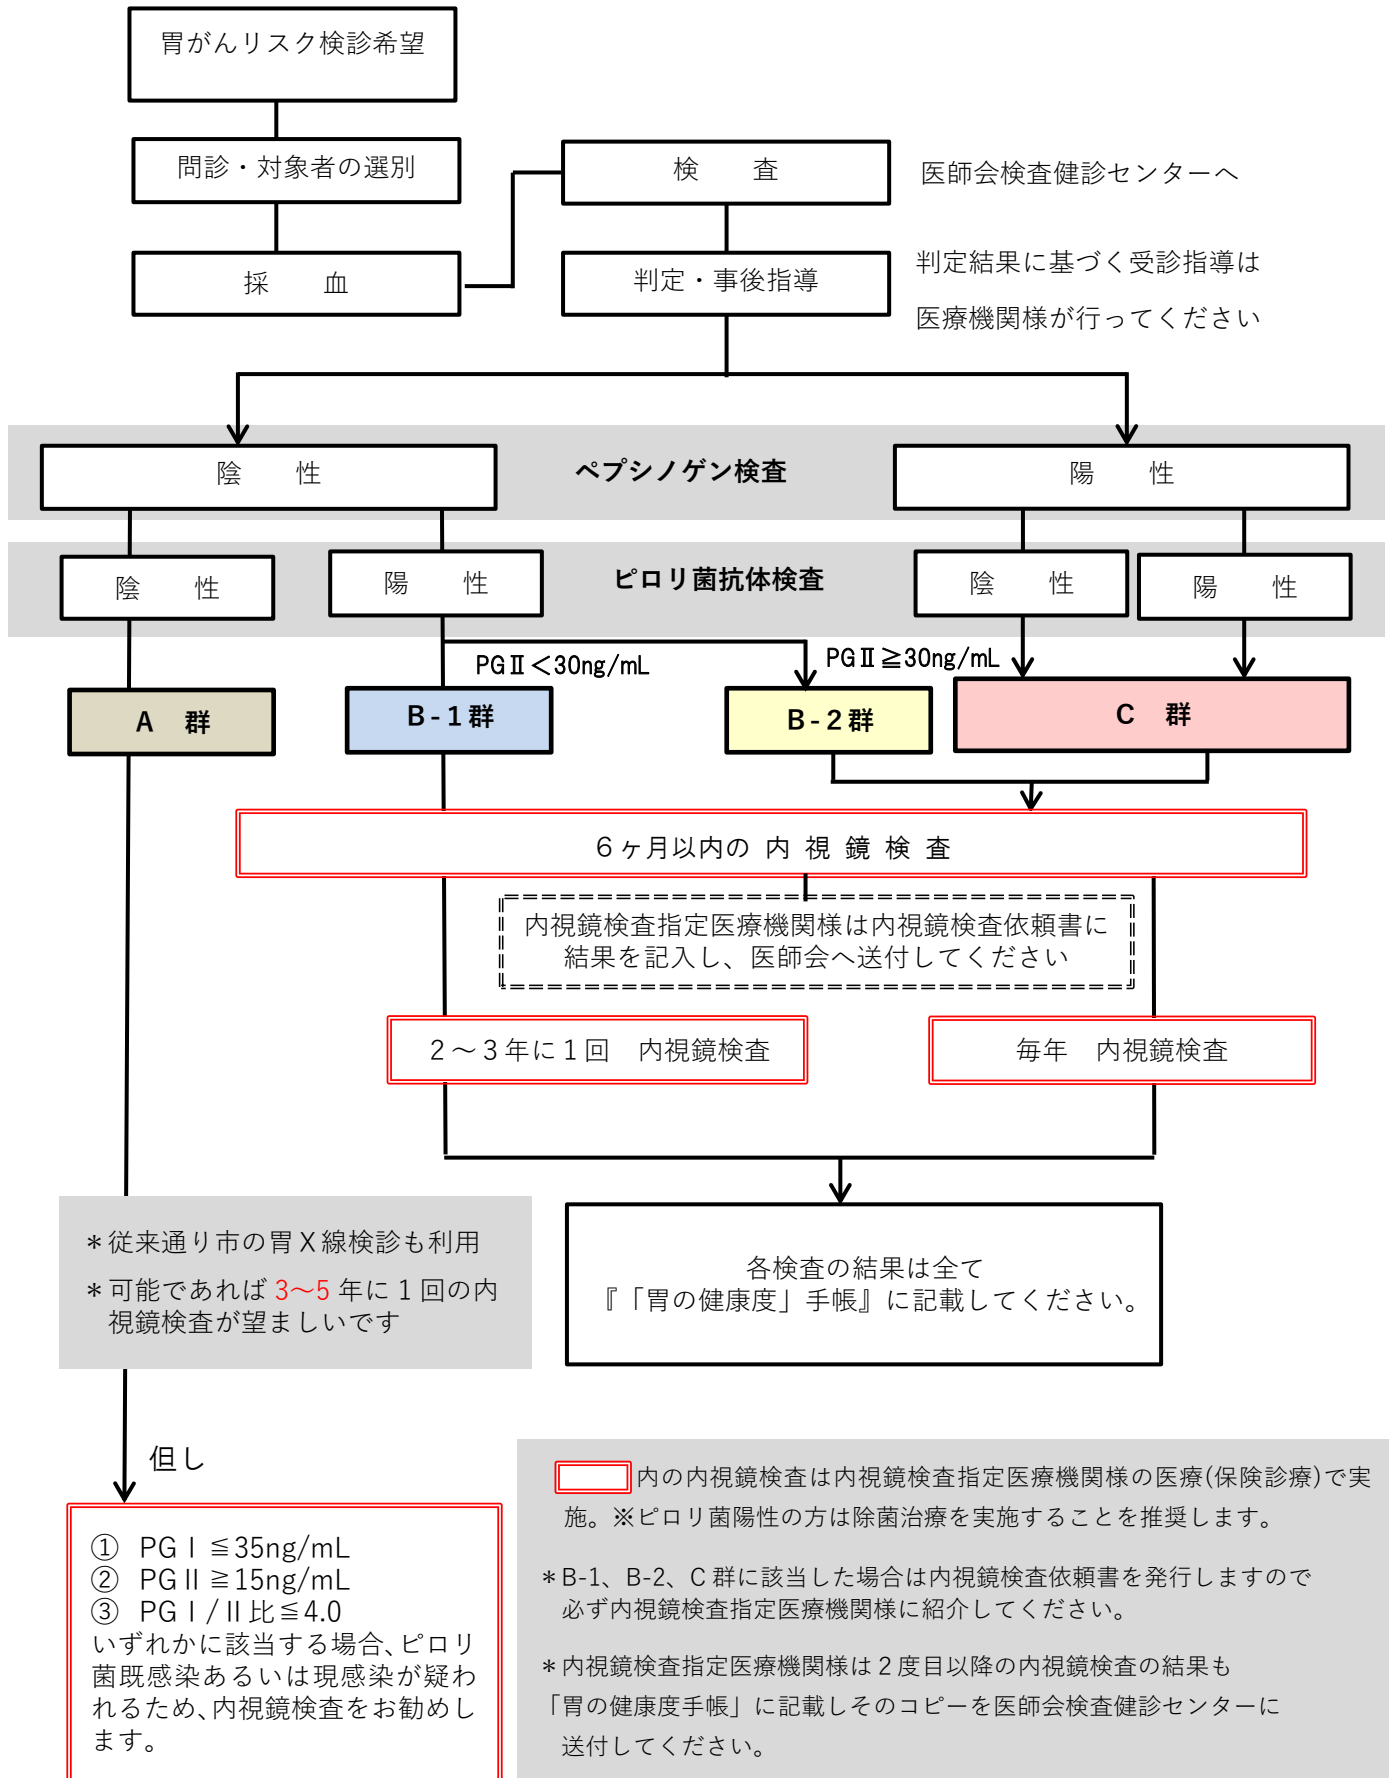 胃がんリスク検診希望
問診・対象者の選別
採　血
検　査
医師会検査健診センターへ
判定・事後指導
判定結果に基づく受診指導は
医療機関様が行ってください
陰　性
ペプシノゲン検査
陽　性
陰　性
陽　性
ピロリ菌抗体検査
陰　性
陽　性
PGⅡ＜30ng/mL
PGⅡ≧30ng/mL
A　群
B-１群
B-２群
C　群
６ヶ月以内の 内 視 鏡 検 査
内視鏡検査指定医療機関様は内視鏡検査依頼書に
結果を記入し、医師会へ送付してください
２～３年に１回　内視鏡検査
毎年　内視鏡検査
＊従来通り市の胃Ｘ線検診も利用
＊可能であれば 3～5 年に１回の内
視鏡検査が望ましいです
各検査の結果は全て
『「胃の健康度」手帳』に記載してください。
但し
① PGⅠ≦35ng/mL
② PGⅡ≧15ng/mL
③ PGⅠ/Ⅱ比≦4.0
いずれかに該当する場合、ピロリ
菌既感染あるいは現感染が疑わ
れるため、内視鏡検査をお勧めし
ます。
内の内視鏡検査は内視鏡検査指定医療機関様の医療(保険診療)で実
施。※ピロリ菌陽性の方は除菌治療を実施することを推奨します。
＊B-1、B-2、C 群に該当した場合は内視鏡検査依頼書を発行しますので
必ず内視鏡検査指定医療機関様に紹介してください。
＊内視鏡検査指定医療機関様は２度目以降の内視鏡検査の結果も
「胃の健康度手帳」に記載しそのコピーを医師会検査健診センターに
送付してください。